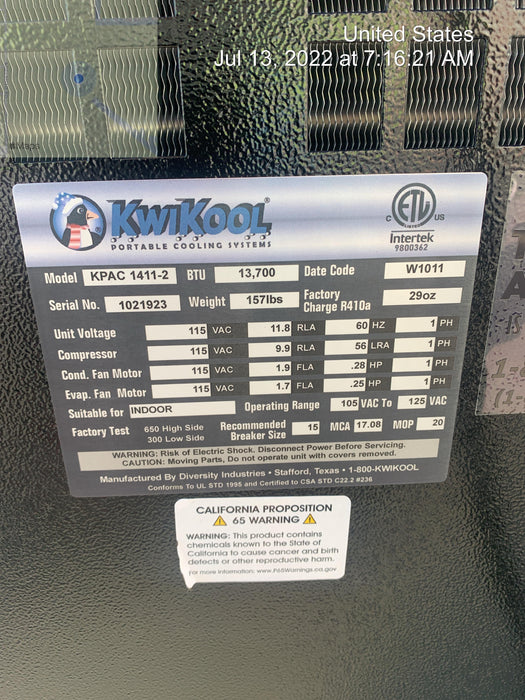 United States
Jul 13, 2022 at 7:16:21 AM
Maps
KWIKOOL®
PORTABLE COOLING SYSTEMS
C ETL US
LISTED
Intertek
9800362
Model KPAC 1411-2 BTU 13,700 Date Code W1011
Serial No. 1021923 Weight 157lbs Factory Charge R410a 29oz
Unit Voltage 115 VAC 11.8 RLA 60 HZ 1 PH
Compressor 115 VAC 9.9 RLA 56 LRA 1 PH
Cond. Fan Motor 115 VAC 1.9 FLA .28 HP 1 PH
Evap. Fan Motor 115 VAC 1.7 FLA .25 HP 1 PH
Suitable for INDOOR Operating Range 105 VAC To 125 VAC
Factory Test 650 High Side 300 Low Side Recommended Breaker Size 15 MCA 17.08 MOP 20
WARNING: Risk of Electric Shock. Disconnect Power Before Servicing.
CAUTION: Moving Parts, Do not operate unit with covers removed.
Manufactured By Diversity Industries • Stafford, Texas • 1-800-KWIKOOL
Conforms To UL STD 1995 and Certified to CSA STD C22.2 #236
CALIFORNIA PROPOSITION
65 WARNING
WARNING: This product contains
chemicals known to the State of
California to cause cancer and birth
defects or other reproductive harm.
For more information: www.P65Warnings.ca.gov